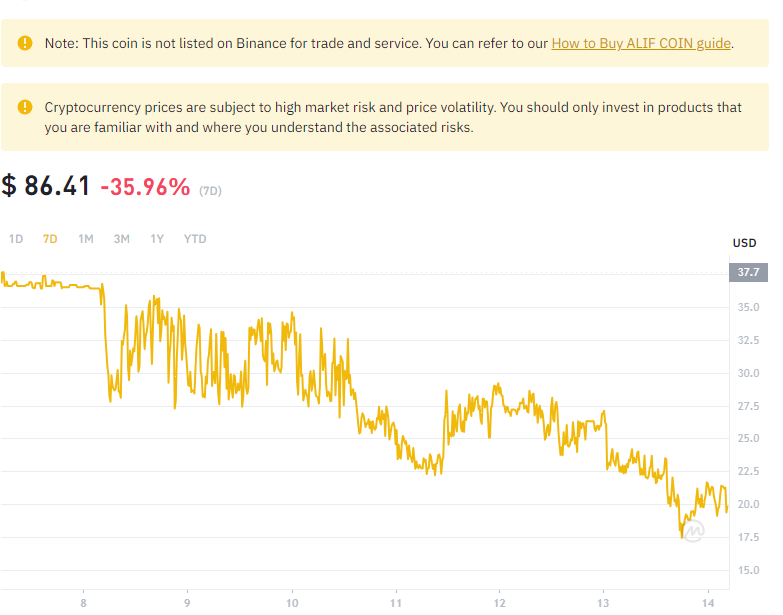 Note: This coin is not listed on Binance for trade and service. You can refer to our How to Buy ALIF COIN guide.
Cryptocurrency prices are subject to high market risk and price volatility. You should only invest in products that
you are familiar with and where you understand the associated risks.
$ 86.41 -35.96% (7D)
1D 7D 1M 3M 1Y YTD
USD
37.7
35.0
32.5
30.0
27.5
25.0
22.5
20.0
17.5
15.0
8 9 10 11 12 13 14